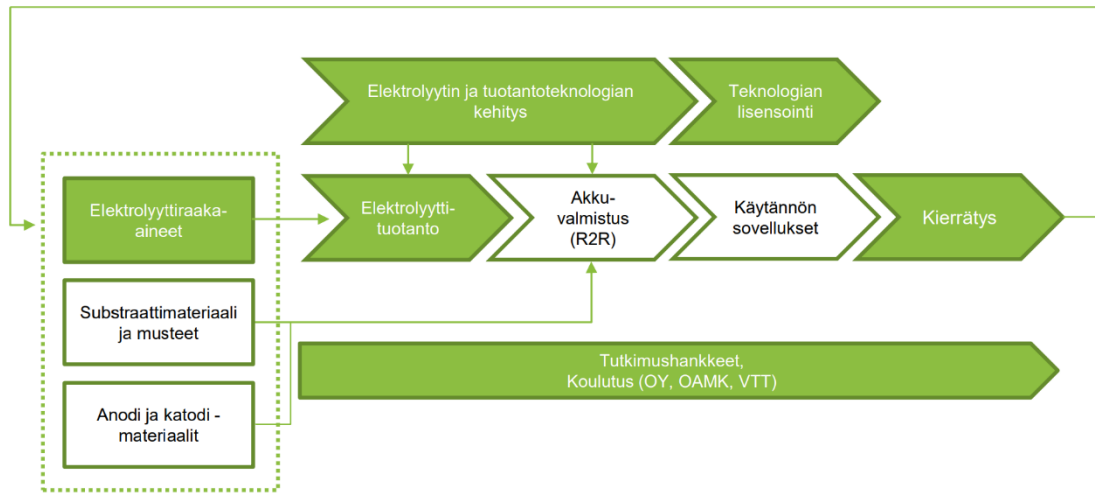 Elektrolyytin ja tuotantoteknologian
kehitys
Teknologian
lisensointi
Elektrolyyttiraaka-
aineet
Elektrolyytti-
tuotanto
Akku-
valmistus
(R2R)
Käytännön
sovellukset
Kierrätys
Substraattimateriaali
ja musteet
Anodi ja katodi -
materiaalit
Tutkimushankkeet,
Koulutus (OY, OAMK, VTT)